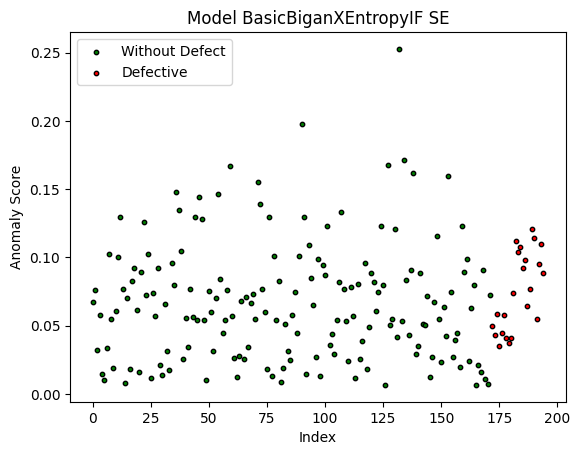 Model BasicBiganXEntropyIF SE
Without Defect
Defective
0.25
0.20
0.15
0.10
0.05
0.00
Anomaly Score
0 25 50 75 100 125 150 175 200
Index